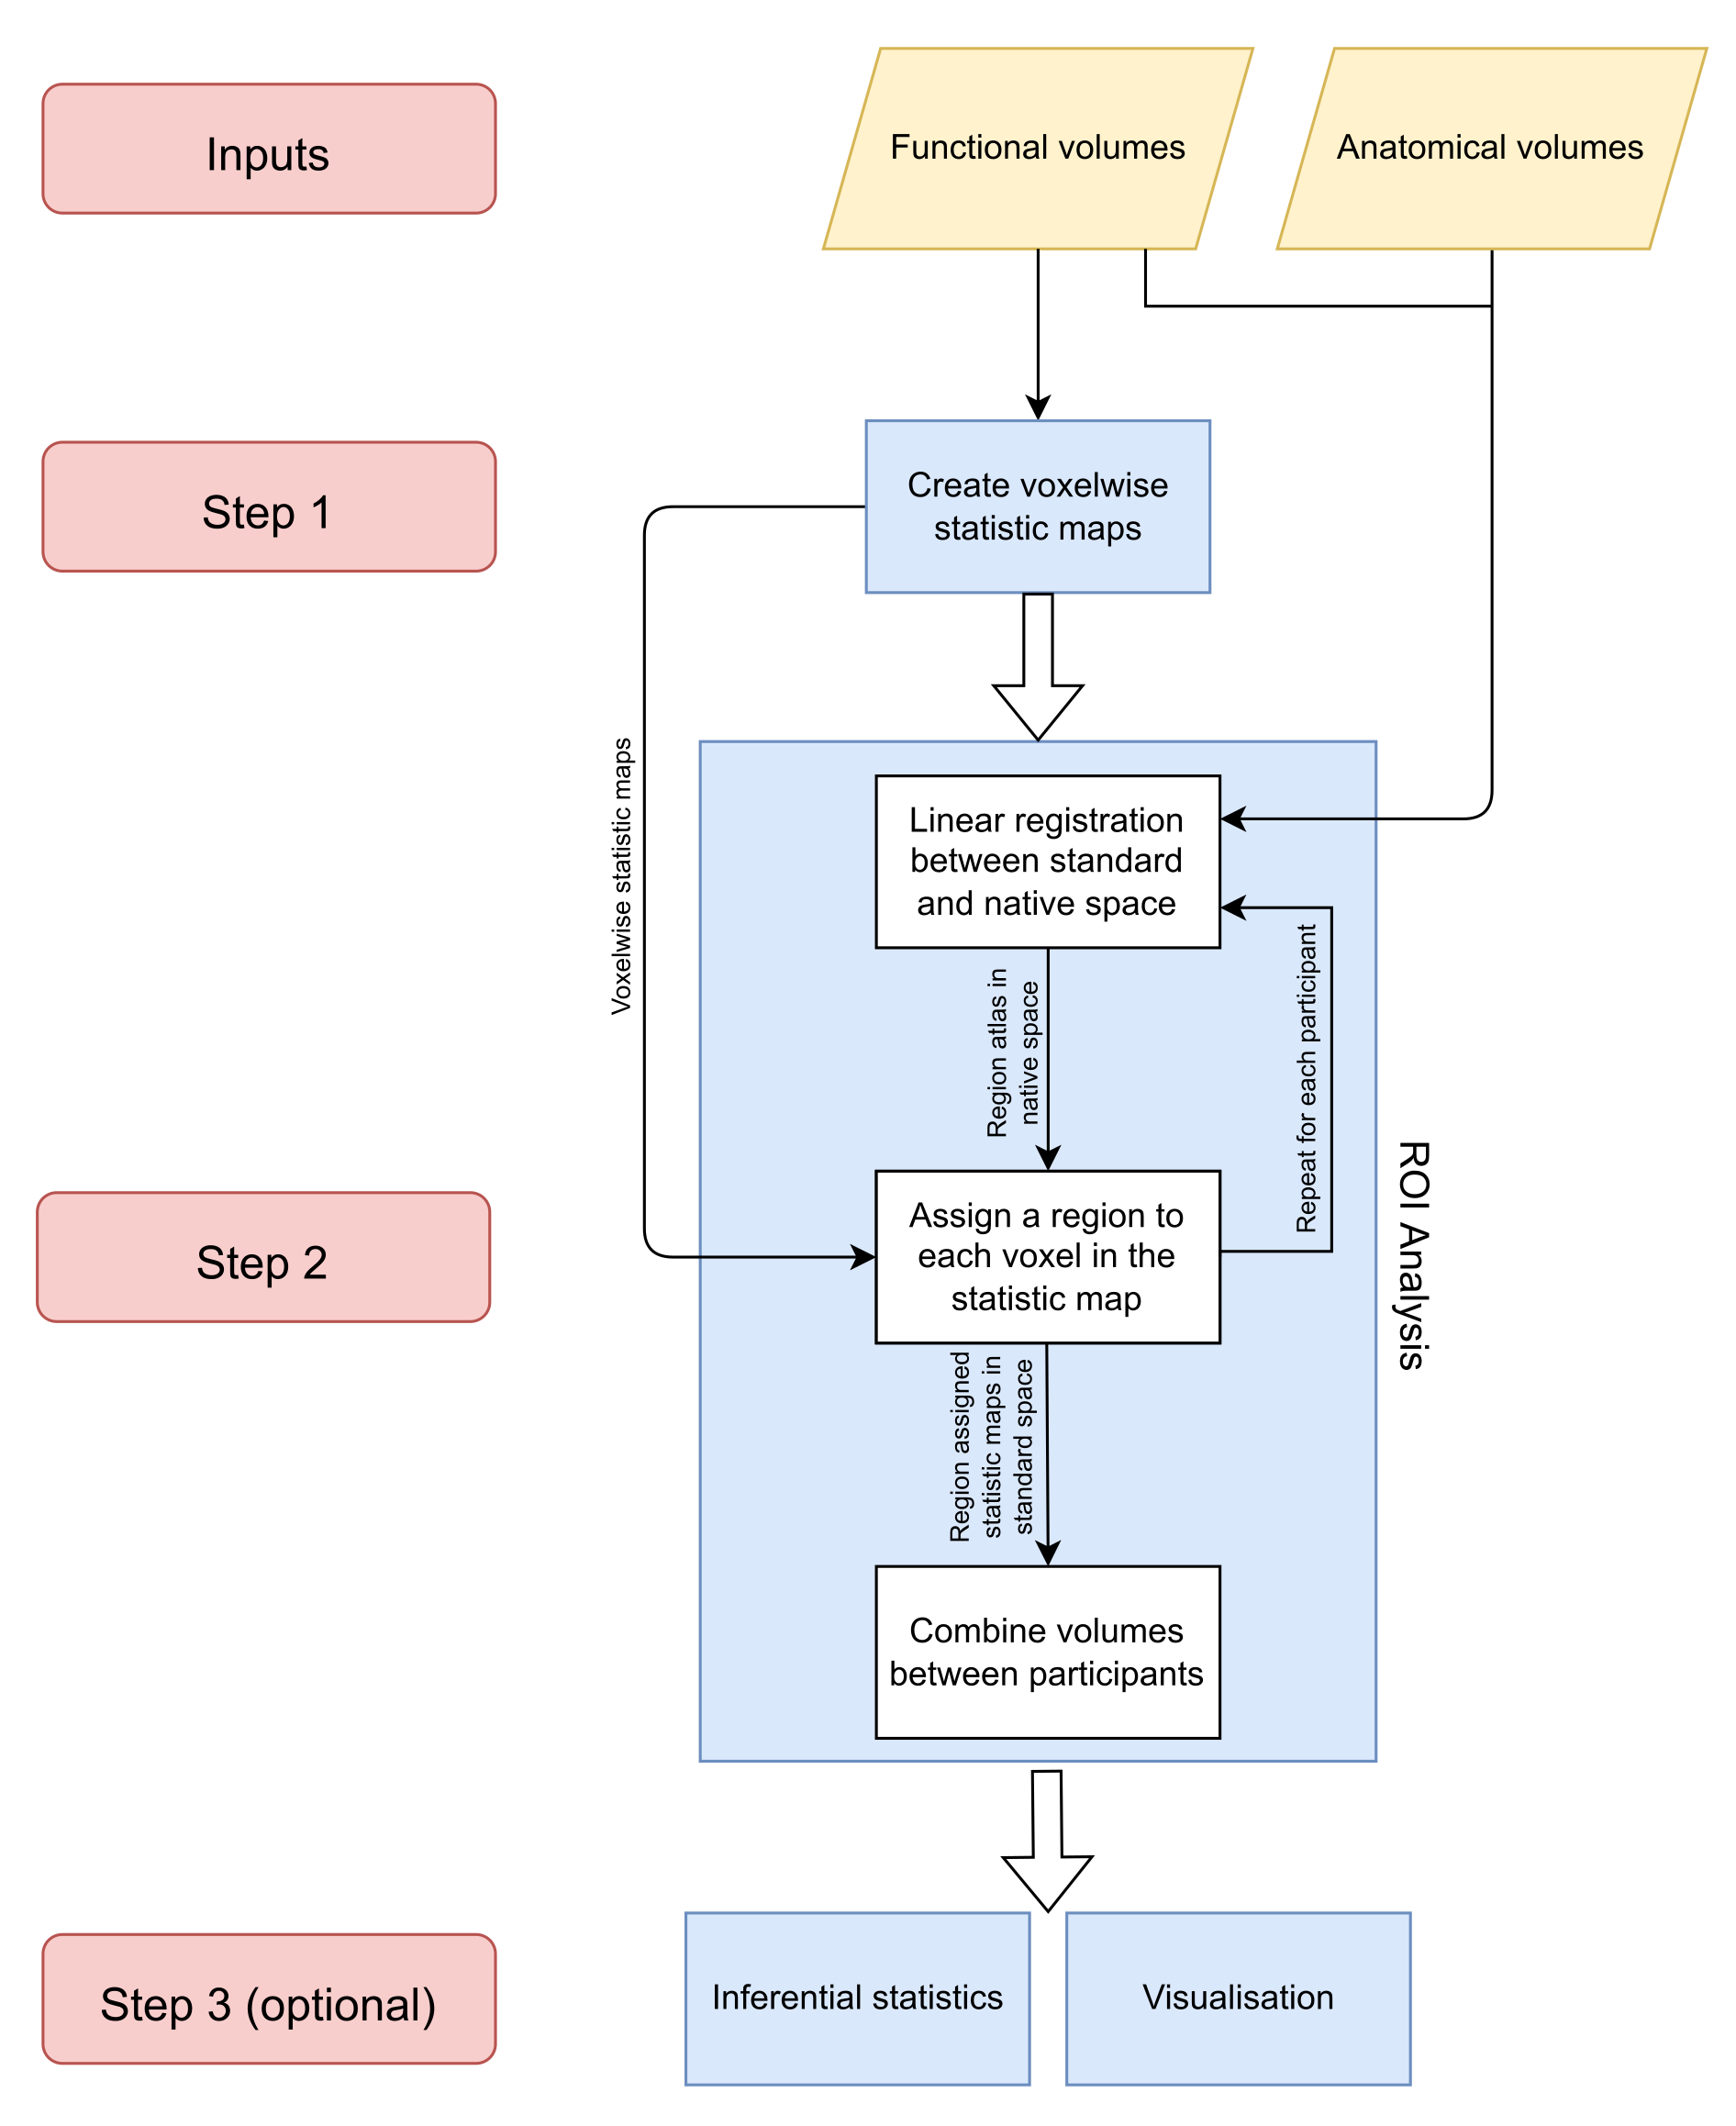 Inputs
Functional volumes
Anatomical volumes
Step 1
Create voxelwise
statistic maps
Voxelwise statistic maps
Linear registration
between standard
and native space
Region atlas in
native space
Repeat for each participant
ROI Analysis
Step 2
Assign a region to
each voxel in the
statistic map
Region assigned
statistic maps in
standard space
Combine volumes
between participants
Step 3 (optional)
Inferential statistics
Visualisation